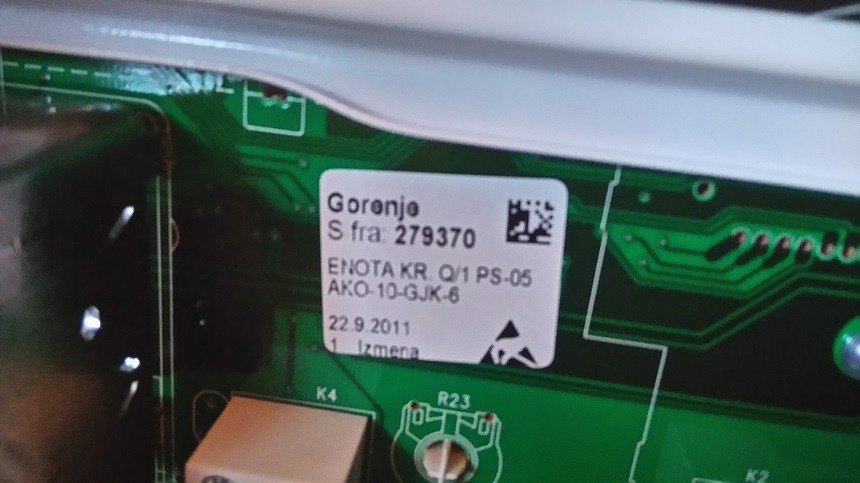 Gorenje
S fra: 279370
ENOTA KR. Q/1 PS-05
AKO-10-GJK-6
22.9.2011
1. Izmena
K4
R23
K2